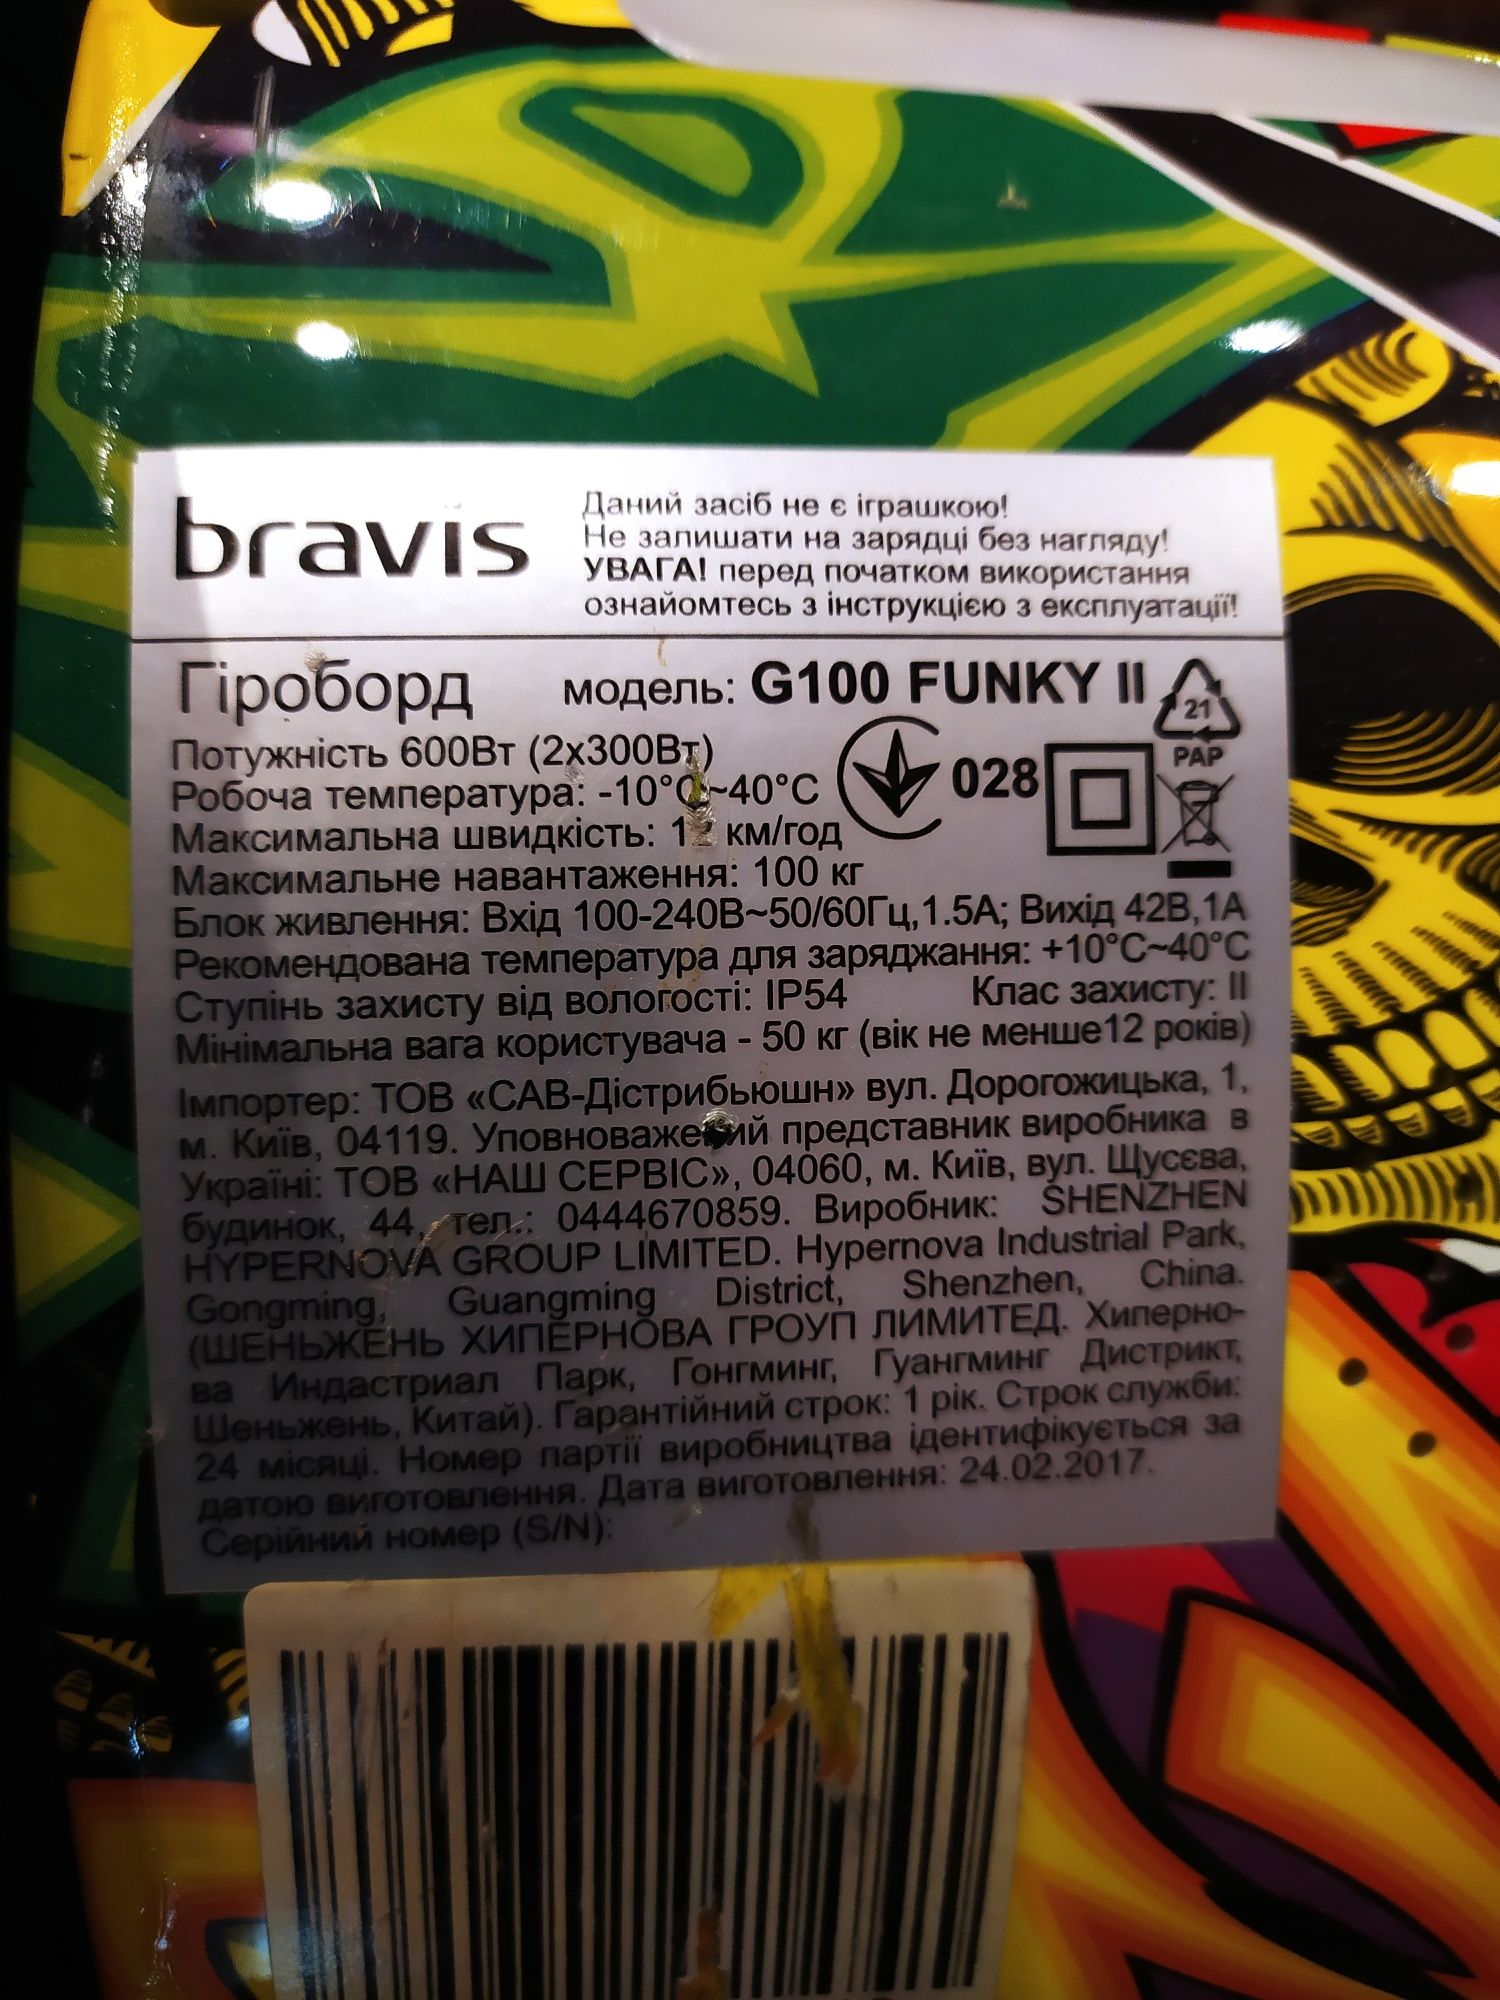 bravis
Даний засіб не є іграшкою!
Не залишати на зарядці без нагляду!
УВАГА! перед початком використання
ознайомтесь з інструкцією з експлуатації!
Гіроборд модель: G100 FUNKY II
21
PAP
028
Потужність 600Вт (2х300Вт)
Робоча температура: -10°C~40°C
Максимальна швидкість: км/год
Максимальне навантаження: 100 кг
Блок живлення: Вхід 100-240В~50/60Гц,1.5А; Вихід 42В,1А
Рекомендована температура для заряджання: +10°C~40°C
Ступінь захисту від вологості: IP54 Клас захисту: II
Мінімальна вага користувача - 50 кг (вік не менше12 років)
Імпортер: ТОВ «САВ-Дістрибьюшн» вул. Дорогожицька, 1,
м. Київ, 04119. Уповноважений представник виробника в
Україні: ТОВ «НАШ СЕРВІС», 04060, м. Київ, вул. Щусєва,
будинок, 44, тел.: 0444670859. Виробник: SHENZHEN
HYPERNOVA GROUP LIMITED. Hypernova Industrial Park,
Gongming, Guangming District, Shenzhen, China.
(ШЕНЬЖЕНЬ ХИПЕРНОВА ГРОУП ЛИМИТЕД. Хиперно-
ва Индастриал Парк, Гонгминг, Гуангминг Дистрикт,
Шеньжень, Китай). Гарантійний строк: 1 рік. Строк служби:
24 місяці. Номер партії виробництва ідентифікується за
датою виготовлення. Дата виготовлення: 24.02.2017.
Серійний номер (S/N):